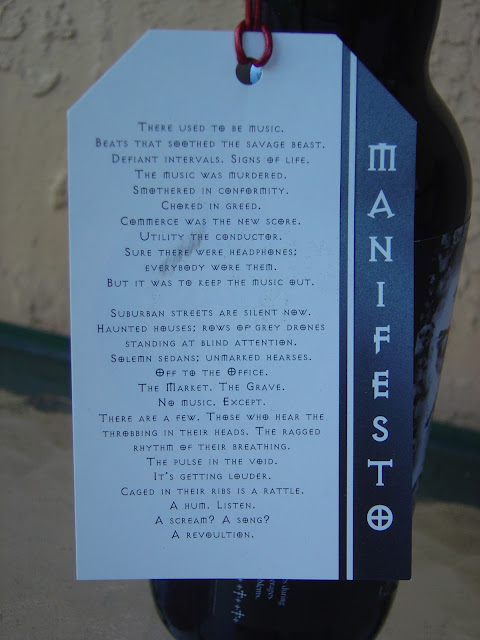 There used to be music.
Beats that soothed the savage beast.
Defiant intervals. Signs of life.
The music was murdered.
Smothered in conformity.
Choked in greed.
Commerce was the new score.
Utility the conductor.
Sure there were headphones;
everybody wore them.
But it was to keep the music out.
Suburban streets are silent now.
Haunted houses; rows of grey drones
standing at blind attention.
Solemn sedans; unmarked hearses.
Off to the Office.
The Market. The Grave.
No music. Except.
There are a few. Those who hear the
throbbing in their heads. The ragged
rhythm of their breathing.
The pulse in the void.
It's getting louder.
Caged in their ribs is a rattle.
A hum. Listen.
A scream? A song?
A revoultion.
MANIFESTO